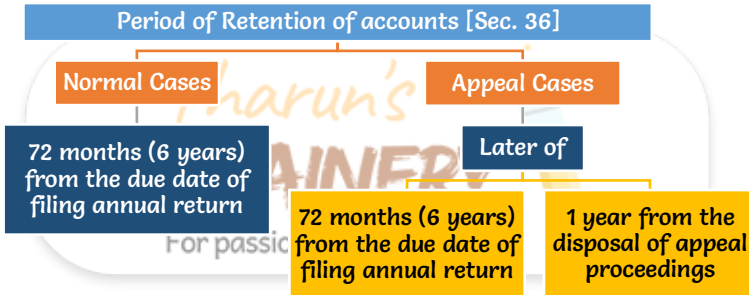 Period of Retention of accounts [Sec. 36]
Normal Cases
Appeal Cases
72 months (6 years)
from the due date of
filing annual return
Later of
72 months (6 years)
from the due date of
filing annual return
1 year from the
disposal of appeal
proceedings
harun's
For